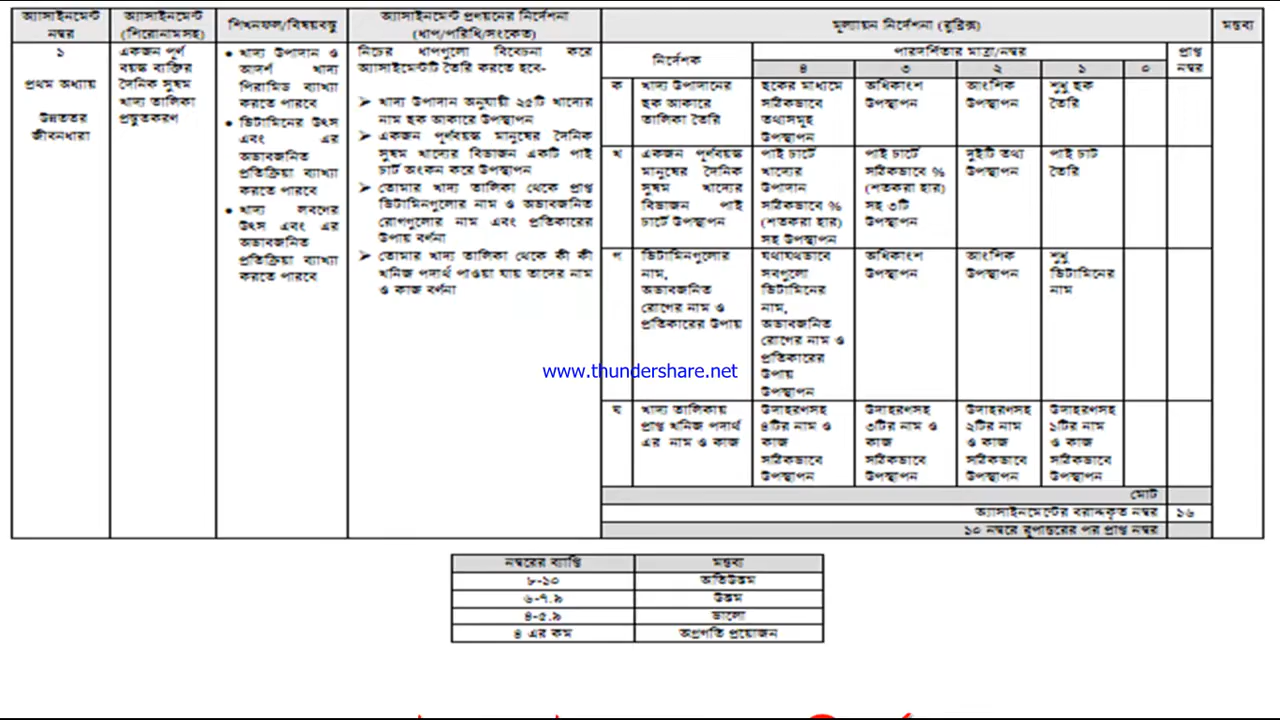 অ্যাসাইনমেন্ট নম্বর
অ্যাসাইনমেন্ট (শিরোনামসহ)
শিখনফল/বিষয়বস্তু
অ্যাসাইনমেন্ট প্রণয়নের নির্দেশনা (ধাপ/পরিধি/সংকেত)
মূল্যায়ন নির্দেশনা (রুব্রিক্স)
মন্তব্য
নির্দেশক
পারদর্শিতার মাত্রা/নম্বর
প্রাপ্ত নম্বর
৪
৩
২
১
০
১
প্রথম অধ্যায়
উন্নততর
জীবনধারা
একজন পূর্ণ
বয়স্ক ব্যক্তির
দৈনিক সুষম
খাদ্য তালিকা
প্রস্তুতকরণ
• খাদ্য উপাদান ও
আদর্শ খাদ্য
পিরামিড ব্যাখ্যা
করতে পারবে
• ভিটামিনের উৎস
এবং এর
অভাবজনিত
প্রতিক্রিয়া ব্যাখ্যা
করতে পারবে
• খাদ্য লবণের
উৎস এবং এর
অভাবজনিত
প্রতিক্রিয়া ব্যাখ্যা
করতে পারবে
নিচের ধাপগুলো বিবেচনা করে
অ্যাসাইমেন্টটি তৈরি করতে হবে-
➢ খাদ্য উপাদান অনুযায়ী ২৫টি খাদ্যের
নাম ছক আকারে উপস্থাপন
➢ একজন পূর্ণবয়স্ক মানুষের দৈনিক
সুষম খাদ্যের বিভাজন একটি পাই
চার্ট অংকন করে উপস্থাপন
➢ তোমার খাদ্য তালিকা থেকে প্রাপ্ত
ভিটামিনগুলোর নাম ও অভাবজনিত
রোগগুলোর নাম এবং প্রতিকারের
উপায় বর্ণনা
➢ তোমার খাদ্য তালিকা থেকে কী কী
খনিজ পদার্থ পাওয়া যায় তাদের নাম
ও কাজ বর্ণনা
ক
খাদ্য উপাদানের
ছক আকারে
তালিকা তৈরি
ছকের মাধ্যমে
সঠিকভাবে
তথ্যসমূহ
উপস্থাপন
অধিকাংশ
উপস্থাপন
আংশিক
উপস্থাপন
শুধু ছক
তৈরি
খ
একজন পূর্ণবয়স্ক
মানুষের দৈনিক
সুষম খাদ্যের
বিভাজন পাই
চার্টে উপস্থাপন
পাই চার্টে
খাদ্যের
উপাদান
সঠিকভাবে %
(শতকরা হার)
সহ উপস্থাপন
পাই চার্টে
সঠিকভাবে %
(শতকরা হার)
সহ ৩টি
উপস্থাপন
দুইটি তথ্য
উপস্থাপন
পাই চার্ট
তৈরি
গ
ভিটামিনগুলোর
নাম,
অভাবজনিত
রোগের নাম ও
প্রতিকারের উপায়
যথাযথভাবে
সবগুলো
ভিটামিনের
নাম,
অভাবজনিত
রোগের নাম ও
প্রতিকারের
উপায়
উপস্থাপন
অধিকাংশ
উপস্থাপন
আংশিক
উপস্থাপন
শুধু
ভিটামিনের
নাম
www.thundershare.net
ঘ
খাদ্য তালিকায়
প্রাপ্ত খনিজ পদার্থ
এর নাম ও কাজ
উদাহরণসহ
৪টির নাম ও
কাজ
সঠিকভাবে
উপস্থাপন
উদাহরণসহ
৩টির নাম ও
কাজ
সঠিকভাবে
উপস্থাপন
উদাহরণসহ
২টির নাম
ও কাজ
সঠিকভাবে
উপস্থাপন
উদাহরণসহ
১টির নাম
ও কাজ
সঠিকভাবে
উপস্থাপন
মোট
অ্যাসাইনমেন্টের বরাদ্দকৃত নম্বর ১৬
১০ নম্বরে রূপান্তরের পর প্রাপ্ত নম্বর
নম্বরের ব্যাপ্তি মন্তব্য
৮-১০ অতিউত্তম
৬-৭.৯ উত্তম
৪-৫.৯ ভালো
৪ এর কম অগ্রগতি প্রয়োজন